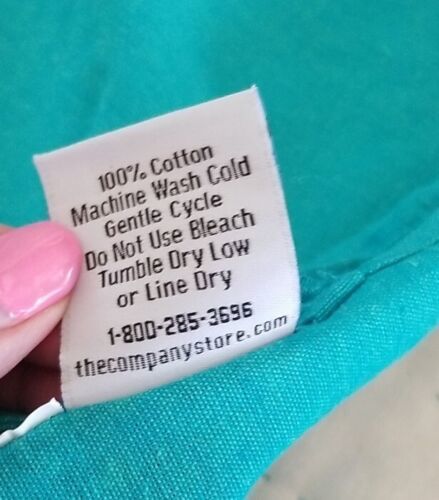 100% Cotton
Machine Wash Cold
Gentle Cycle
Do Not Use Bleach
Tumble Dry Low
or Line Dry
1-800-285-3696
thecompanystore.com